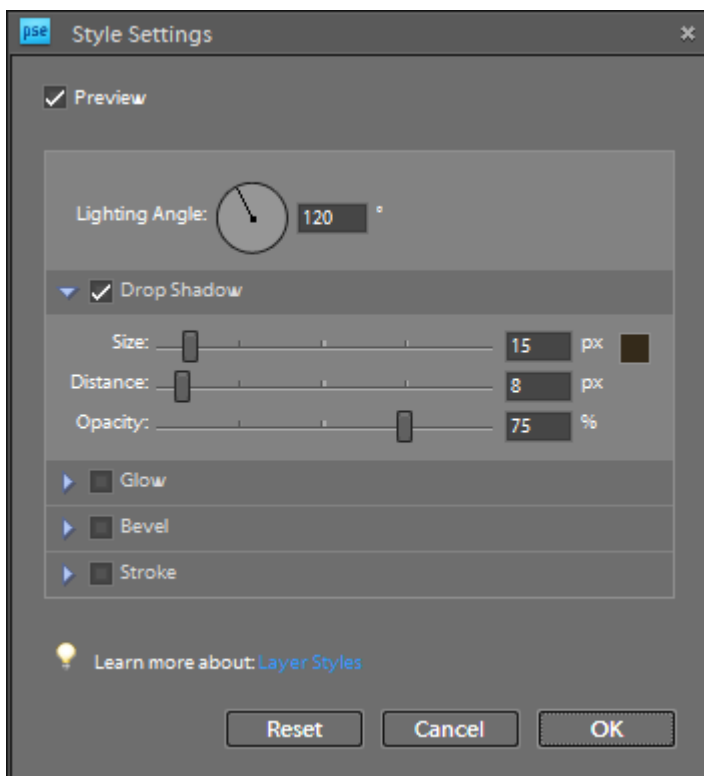 pse Style Settings
Preview
Lighting Angle: 120 °
Drop Shadow
Size: 15 px
Distance: 8 px
Opacity: 75 %
Glow
Bevel
Stroke
Learn more about: Layer Styles
Reset Cancel OK